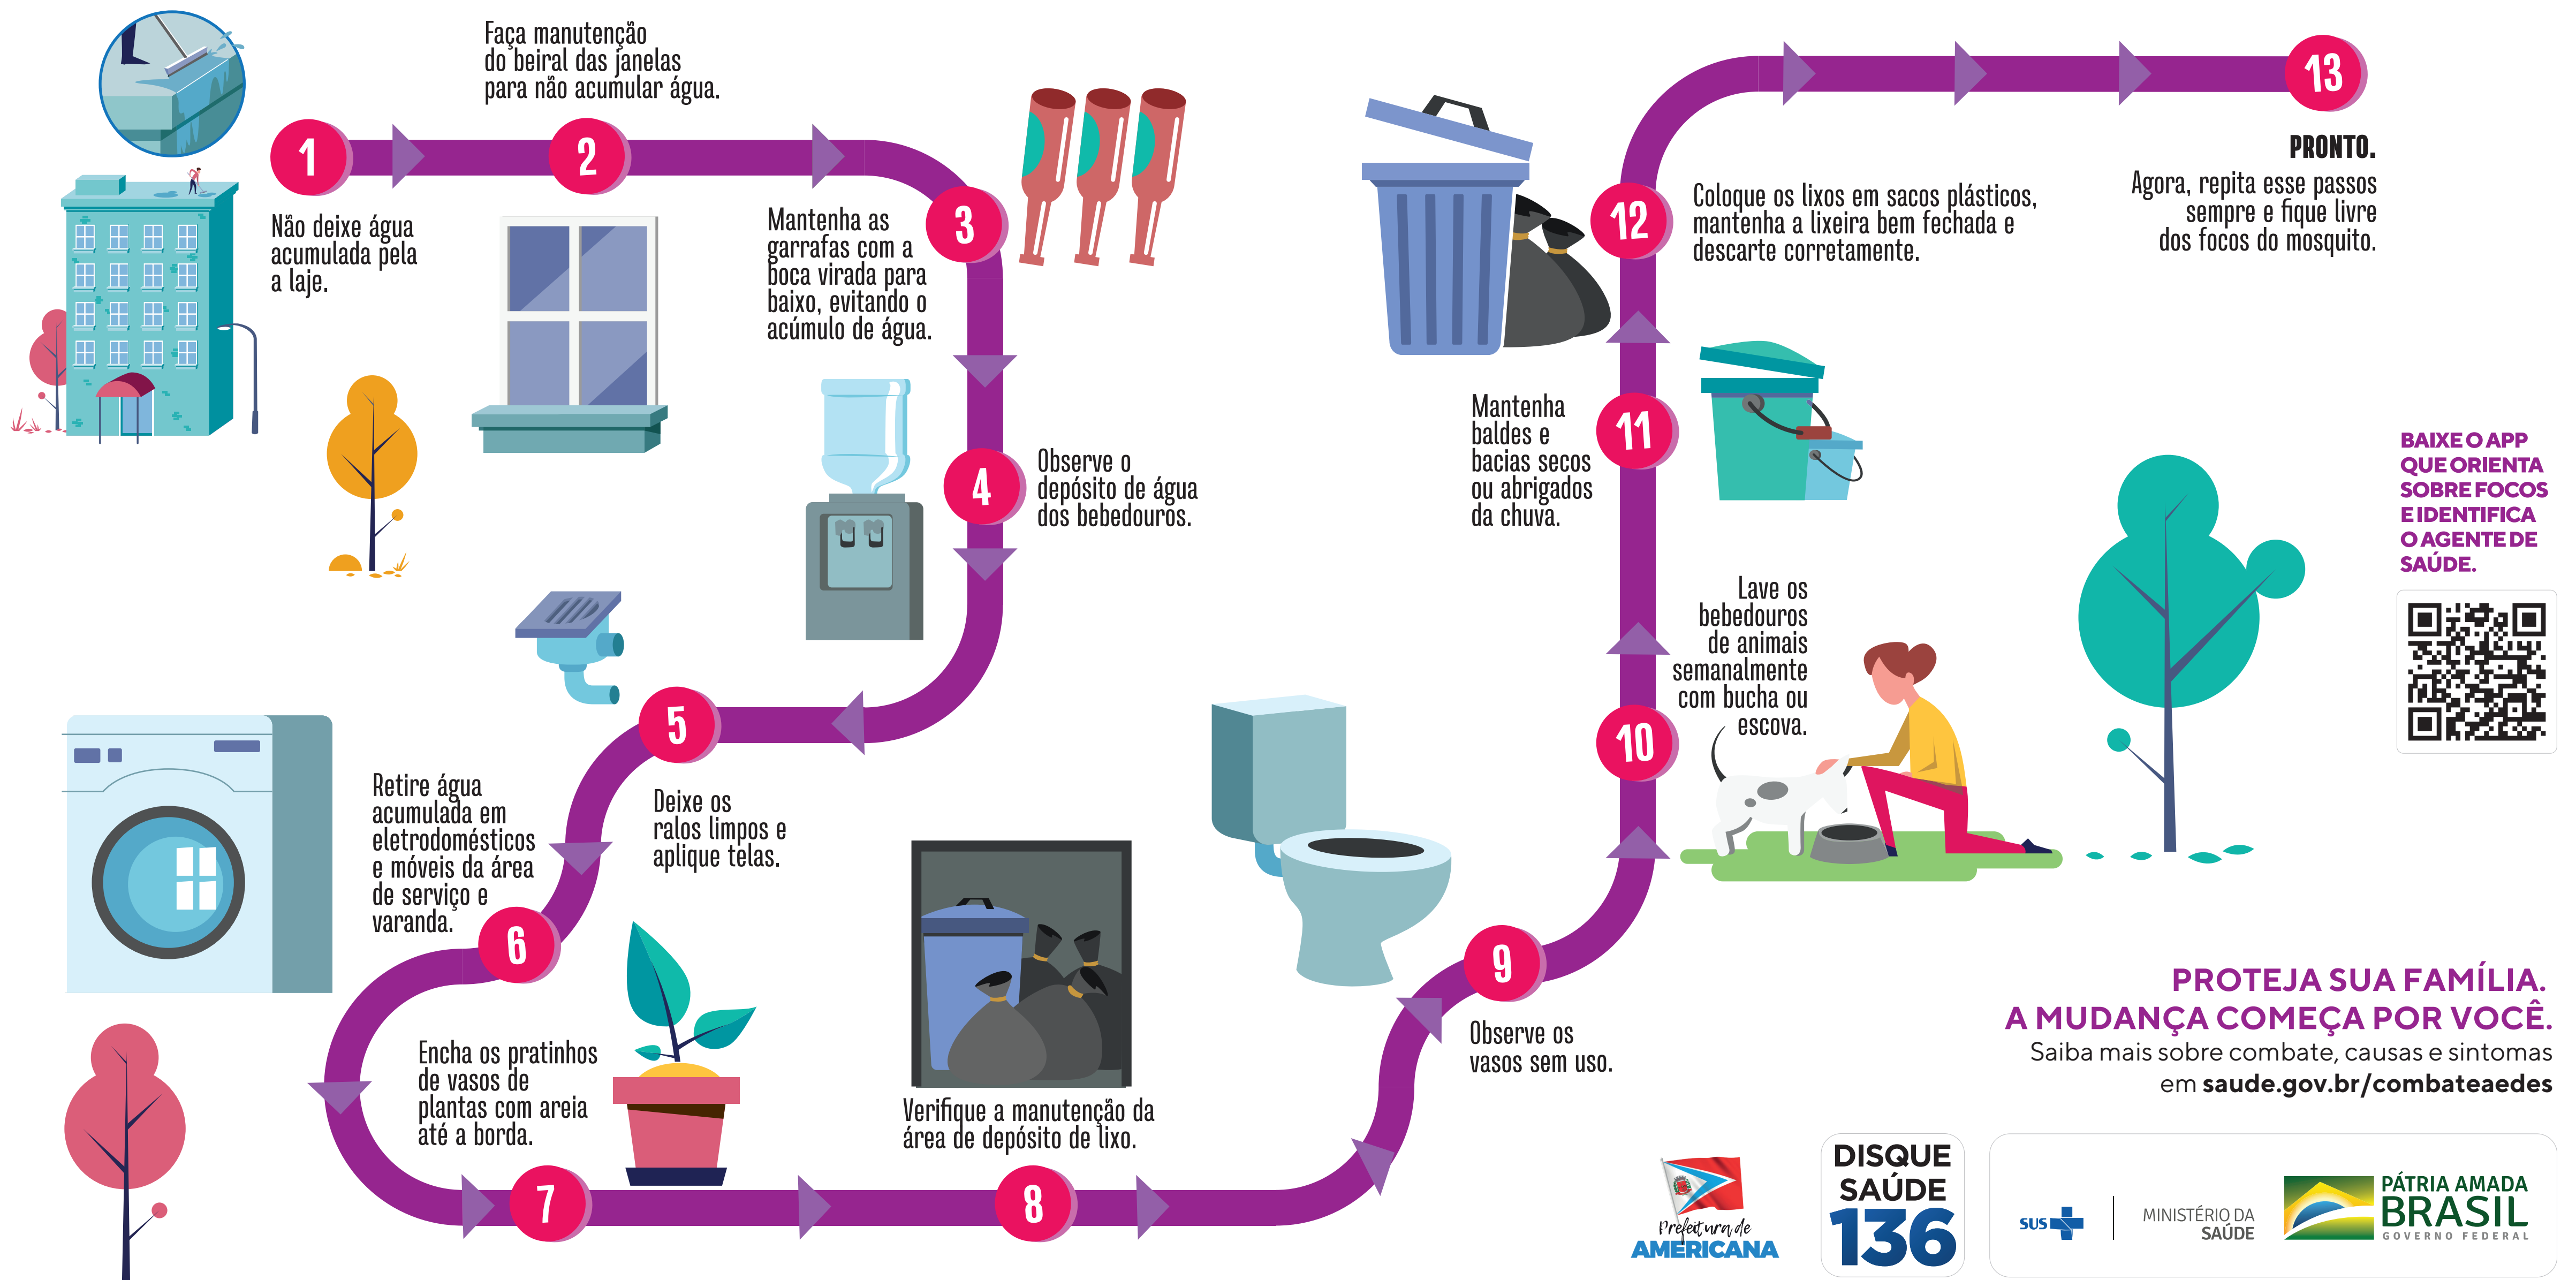 1
Não deixe água
acumulada pela
a laje.
2
Faça manutenção
do beiral das janelas
para não acumular água.
3
Mantenha as
garrafas com a
boca virada para
baixo, evitando o
acúmulo de água.
4
Observe o
depósito de água
dos bebedouros.
5
Deixe os
ralos limpos e
aplique telas.
6
Retire água
acumulada em
eletrodomésticos
e móveis da área
de serviço e
varanda.
7
Encha os pratinhos
de vasos de
plantas com areia
até a borda.
8
Verifique a manutenção da
área de depósito de lixo.
9
Observe os
vasos sem uso.
10
Lave os
bebedouros
de animais
semanalmente
com bucha ou
escova.
11
Mantenha
baldes e
bacias secos
ou abrigados
da chuva.
12
Coloque os lixos em sacos plásticos,
mantenha a lixeira bem fechada e
descarte corretamente.
13
PRONTO.
Agora, repita esse passos
sempre e fique livre
dos focos do mosquito.
BAIXE O APP
QUE ORIENTA
SOBRE FOCOS
E IDENTIFICA
O AGENTE DE
SAÚDE.
PROTEJA SUA FAMÍLIA.
A MUDANÇA COMEÇA POR VOCÊ.
Saiba mais sobre combate, causas e sintomas
em saude.gov.br/combateaedes
Prefeitura de
AMERICANA
DISQUE
SAÚDE
136
SUS
MINISTÉRIO DA
SAÚDE
PÁTRIA AMADA
BRASIL
GOVERNO FEDERAL